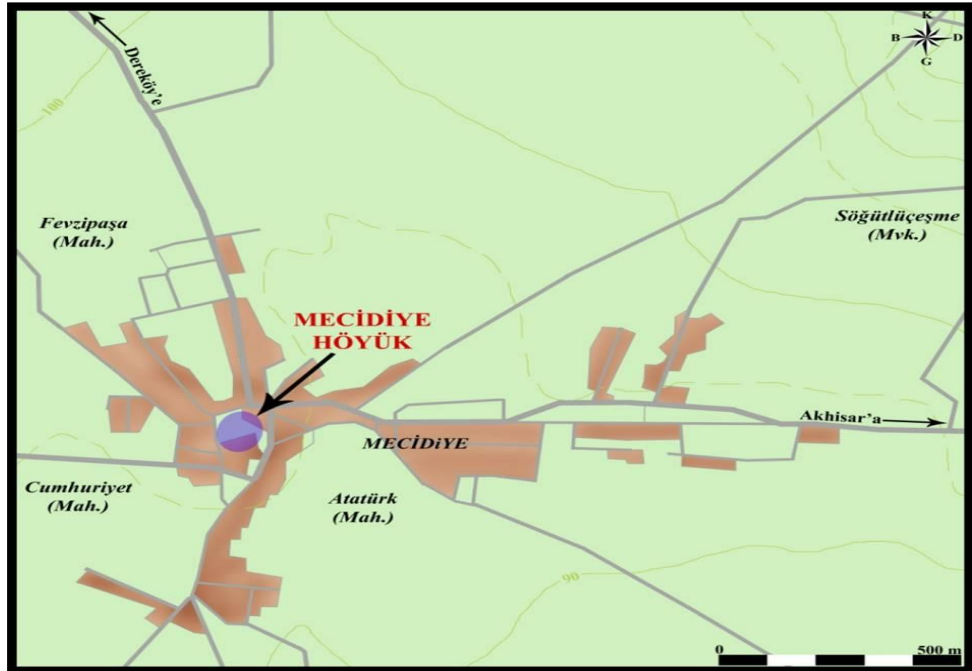 K
B D
G
Dereköy'e
100
Fevzipaşa
(Mah.)
Söğütlüçeşme
(Mvk.)
MECİDİYE
HÖYÜK
Akhisar'a
MECİDİYE
Cumhuriyet
(Mah.)
Atatürk
(Mah.)
90
0 500 m